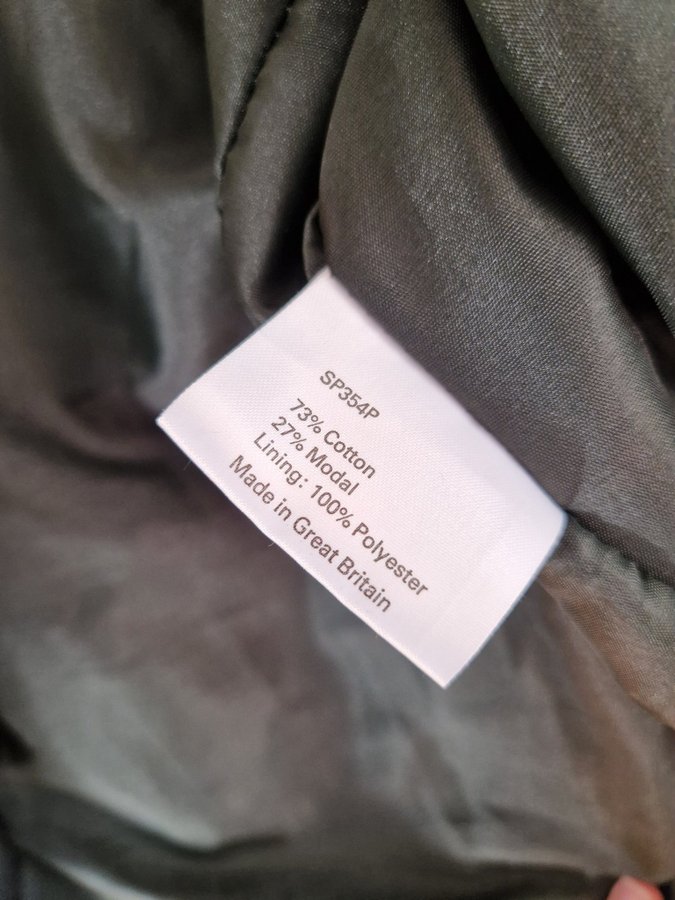 SP354P
73% Cotton
27% Modal
Lining: 100% Polyester
Made in Great Britain